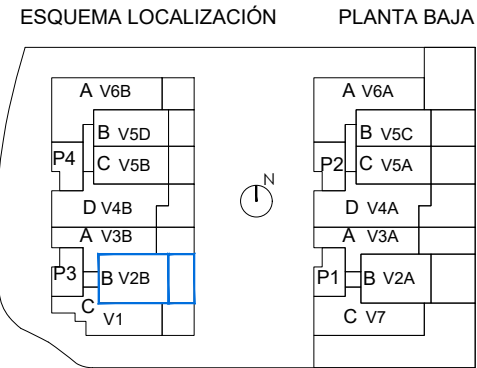 ESQUEMA LOCALIZACIÓN PLANTA BAJA
A V6B
B V5D
P4 C V5B
D V4B
A V3B
P3 B V2B
C V1
N
A V6A
B V5C
P2 C V5A
D V4A
A V3A
P1 B V2A
C V7